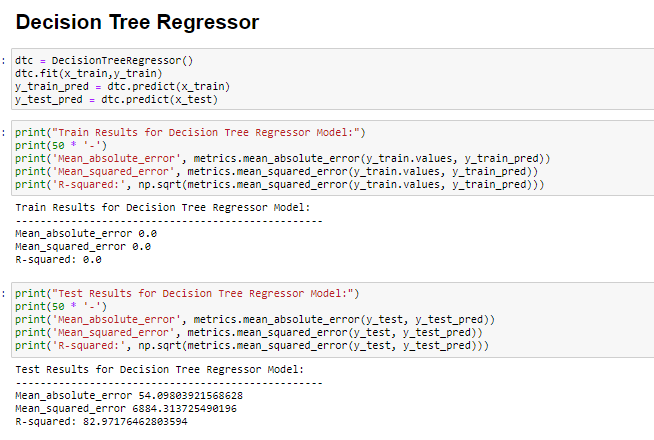 Decision Tree Regressor
: dtc = DecisionTreeRegressor()
dtc.fit(x_train,y_train)
y_train_pred = dtc.predict(x_train)
y_test_pred = dtc.predict(x_test)
: print("Train Results for Decision Tree Regressor Model:")
print(50 * '-')
print('Mean_absolute_error', metrics.mean_absolute_error(y_train.values, y_train_pred))
print('Mean_squared_error', metrics.mean_squared_error(y_train.values, y_train_pred))
print('R-squared:', np.sqrt(metrics.mean_squared_error(y_train.values, y_train_pred)))
Train Results for Decision Tree Regressor Model:
--------------------------------------------------
Mean_absolute_error 0.0
Mean_squared_error 0.0
R-squared: 0.0
: print("Test Results for Decision Tree Regressor Model:")
print(50 * '-')
print('Mean_absolute_error', metrics.mean_absolute_error(y_test, y_test_pred))
print('Mean_squared_error', metrics.mean_squared_error(y_test, y_test_pred))
print('R-squared:', np.sqrt(metrics.mean_squared_error(y_test, y_test_pred)))
Test Results for Decision Tree Regressor Model:
--------------------------------------------------
Mean_absolute_error 54.09803921568628
Mean_squared_error 6884.313725490196
R-squared: 82.97176462803594